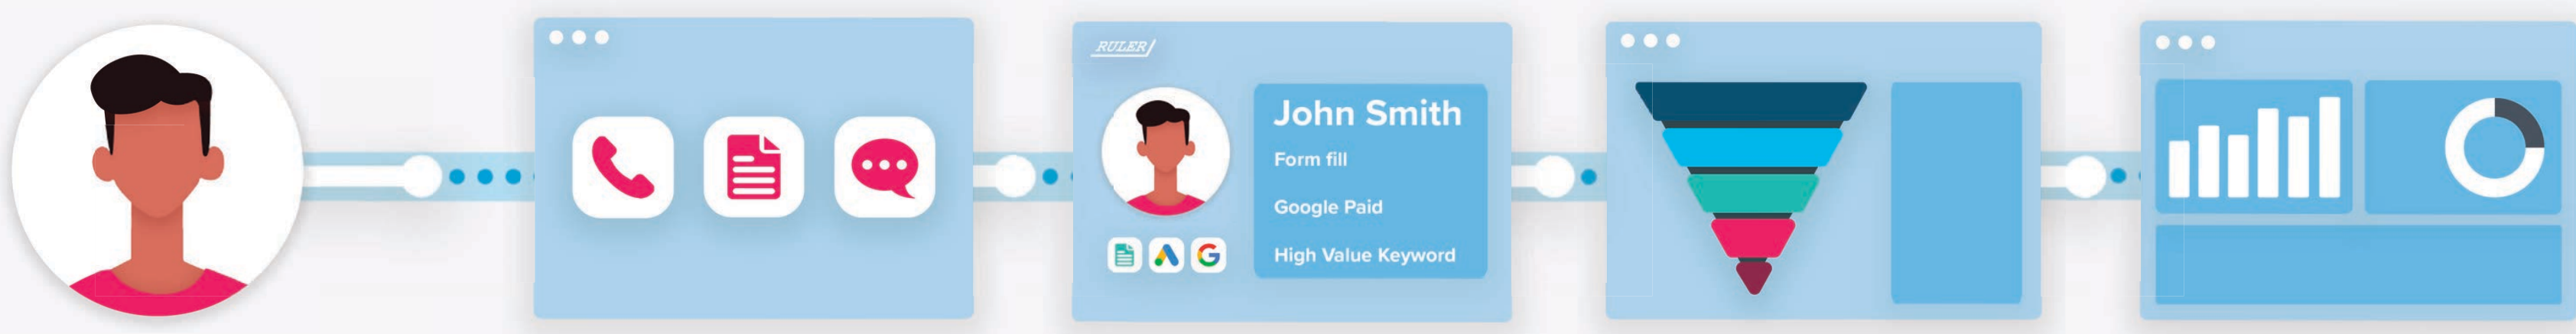 RULER
John Smith
Form fill
Google Paid
High Value Keyword